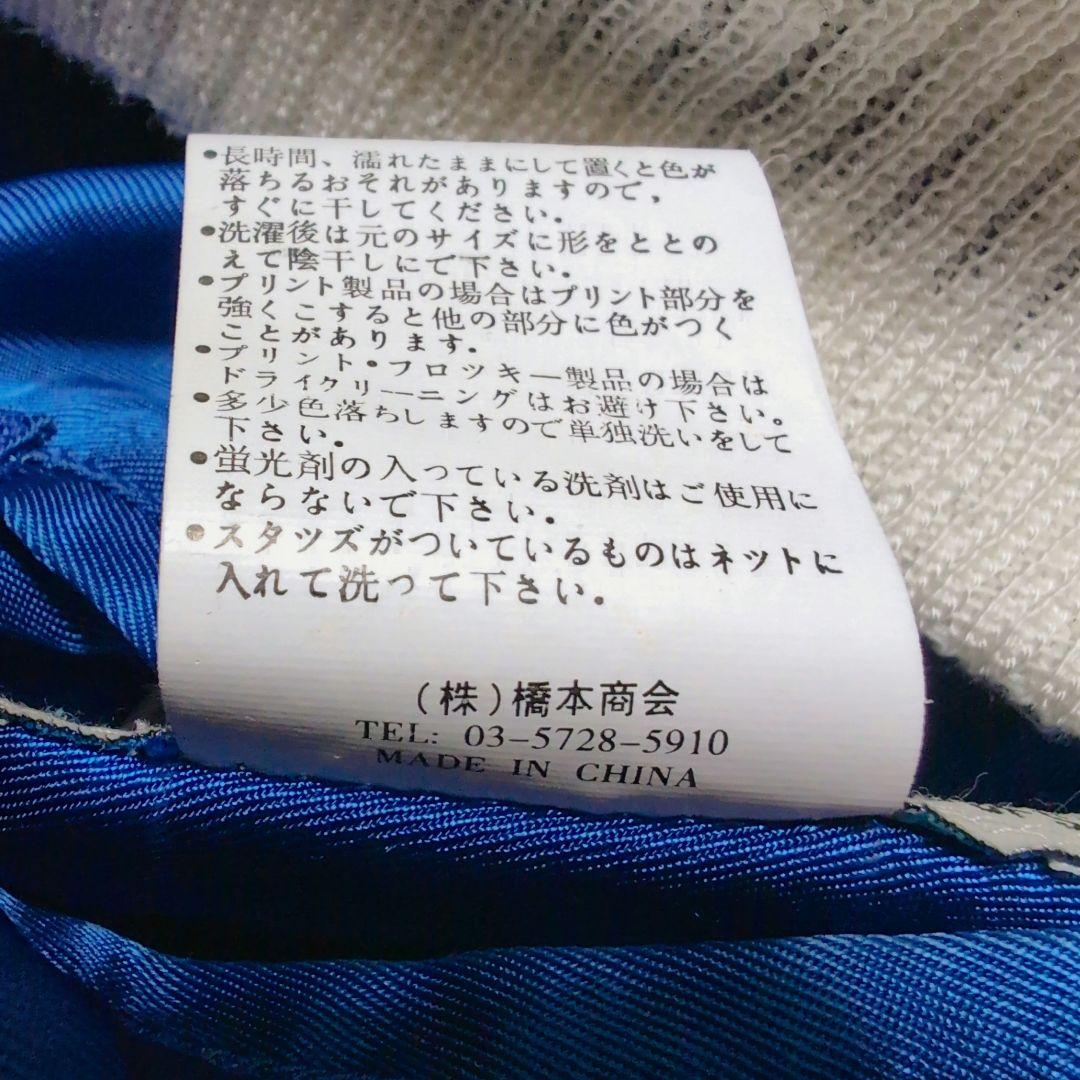 •長時間、濡れたままにして置くと色が
落ちるおそれがありますので,
すぐに干してください。
•洗濯後は元のサイズに形をととの
えて陰干しにで下さい。
•プリント製品の場合はプリント部分を
強くこすると他の部分に色がつく
ことがあります.
•プリント・フロッキー製品の場合は
ドライクリーニングはお避け下さい。
•多少色落ちしますので単独洗いをして
下さい。
•蛍光剤の入っている洗剤はご使用に
ならないで下さい。
•スタツズがついているものはネツトに
入れて洗って下さい。
(株)橋本商会
TEL: 03-5728-5910
MADE IN CHINA